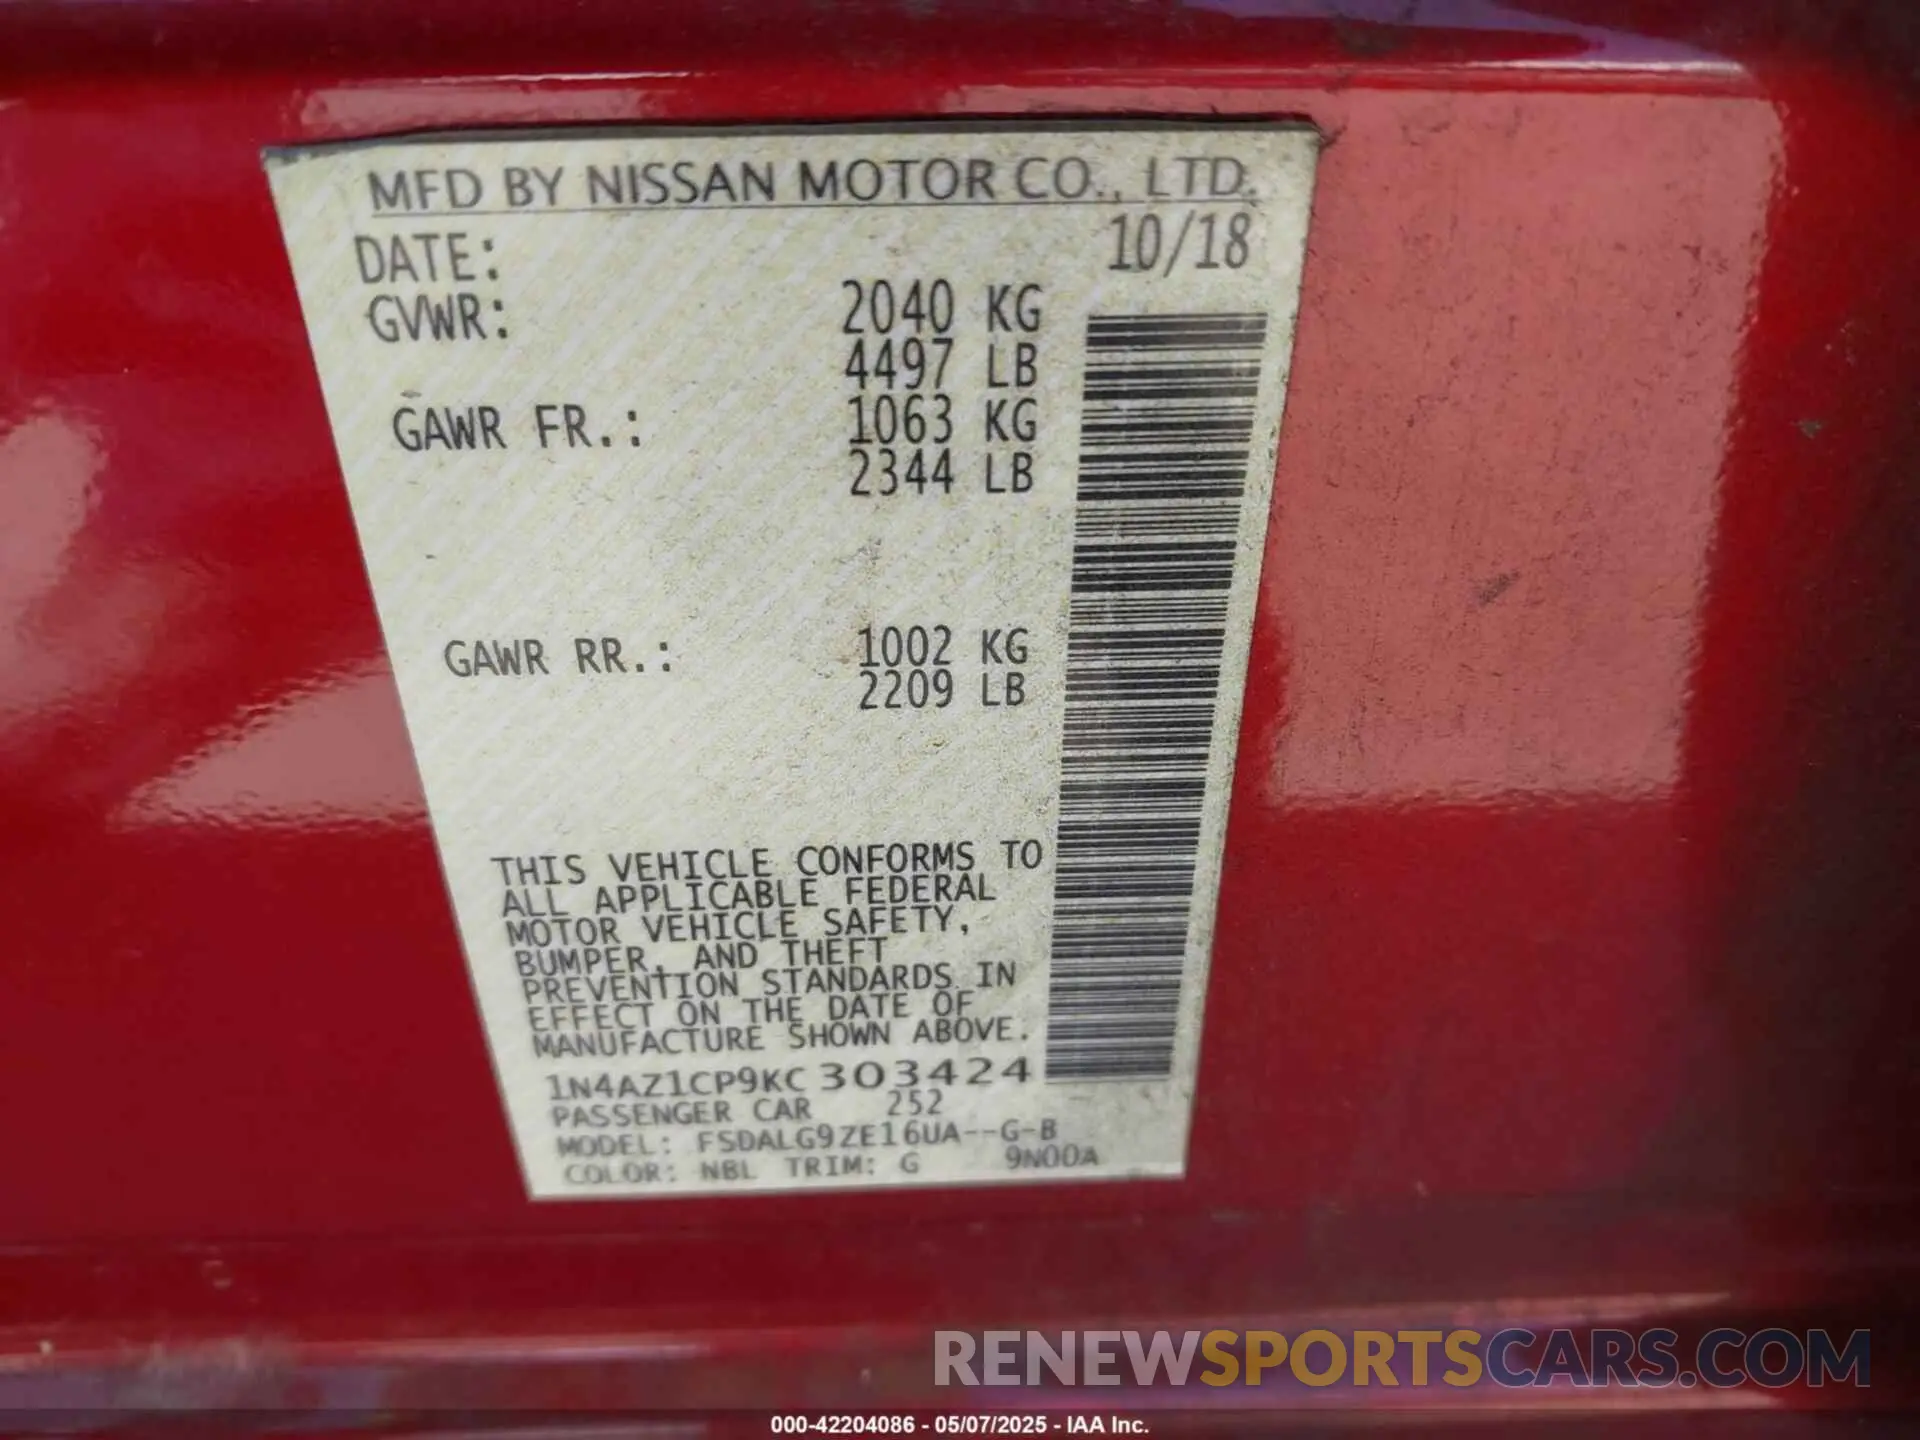 MFD BY NISSAN MOTOR CO., LTD.
DATE: 10/18
GVWR: 2040 KG
4497 LB
GAWR FR.: 1063 KG
2344 LB
GAWR RR.: 1002 KG
2209 LB
THIS VEHICLE CONFORMS TO
ALL APPLICABLE FEDERAL
MOTOR VEHICLE SAFETY,
BUMPER, AND THEFT
PREVENTION STANDARDS IN
EFFECT ON THE DATE OF
MANUFACTURE SHOWN ABOVE.
1N4AZ1CP9KC303424
PASSENGER CAR 252
MODEL: FSDALG9ZE16UA--G-B
COLOR: NBL TRIM: G 9N00A
RENEWSPORTSCARS.COM
000-42204086 - 05/07/2025 - IAA Inc.